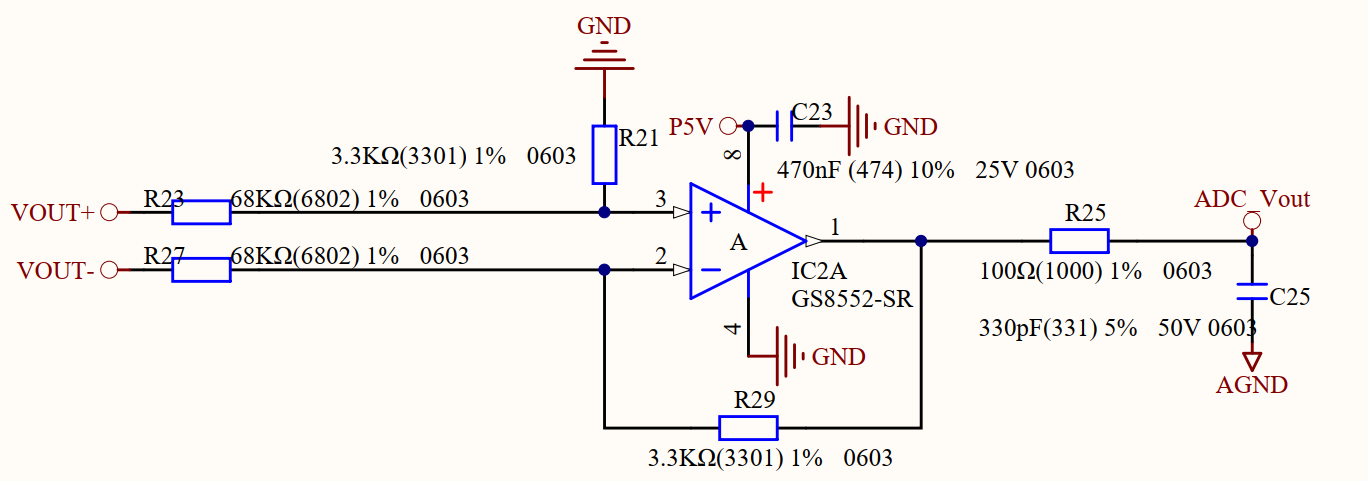 GND
P5V
C23
GND
R21
8
3.3KΩ(3301) 1% 0603
470nF (474) 10% 25V 0603
R23
68KΩ(6802) 1% 0603
3
ADC_Vout
VOUT+
R25
1
A
R27
68KΩ(6802) 1% 0603
2
VOUT-
IC2A
100Ω(1000) 1% 0603
GS8552-SR
C25
4
330pF(331) 5% 50V 0603
GND
AGND
R29
3.3KΩ(3301) 1% 0603